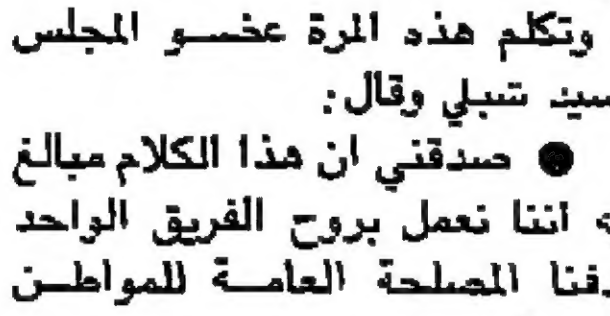 وتكلم هذه المرة عضو المجلس
سيد شبلي وقال:
● صدقني ان هذا الكلام مبالغ
اننا نعمل بروح الفريق الواحد
المصلحة العامة للمواطن